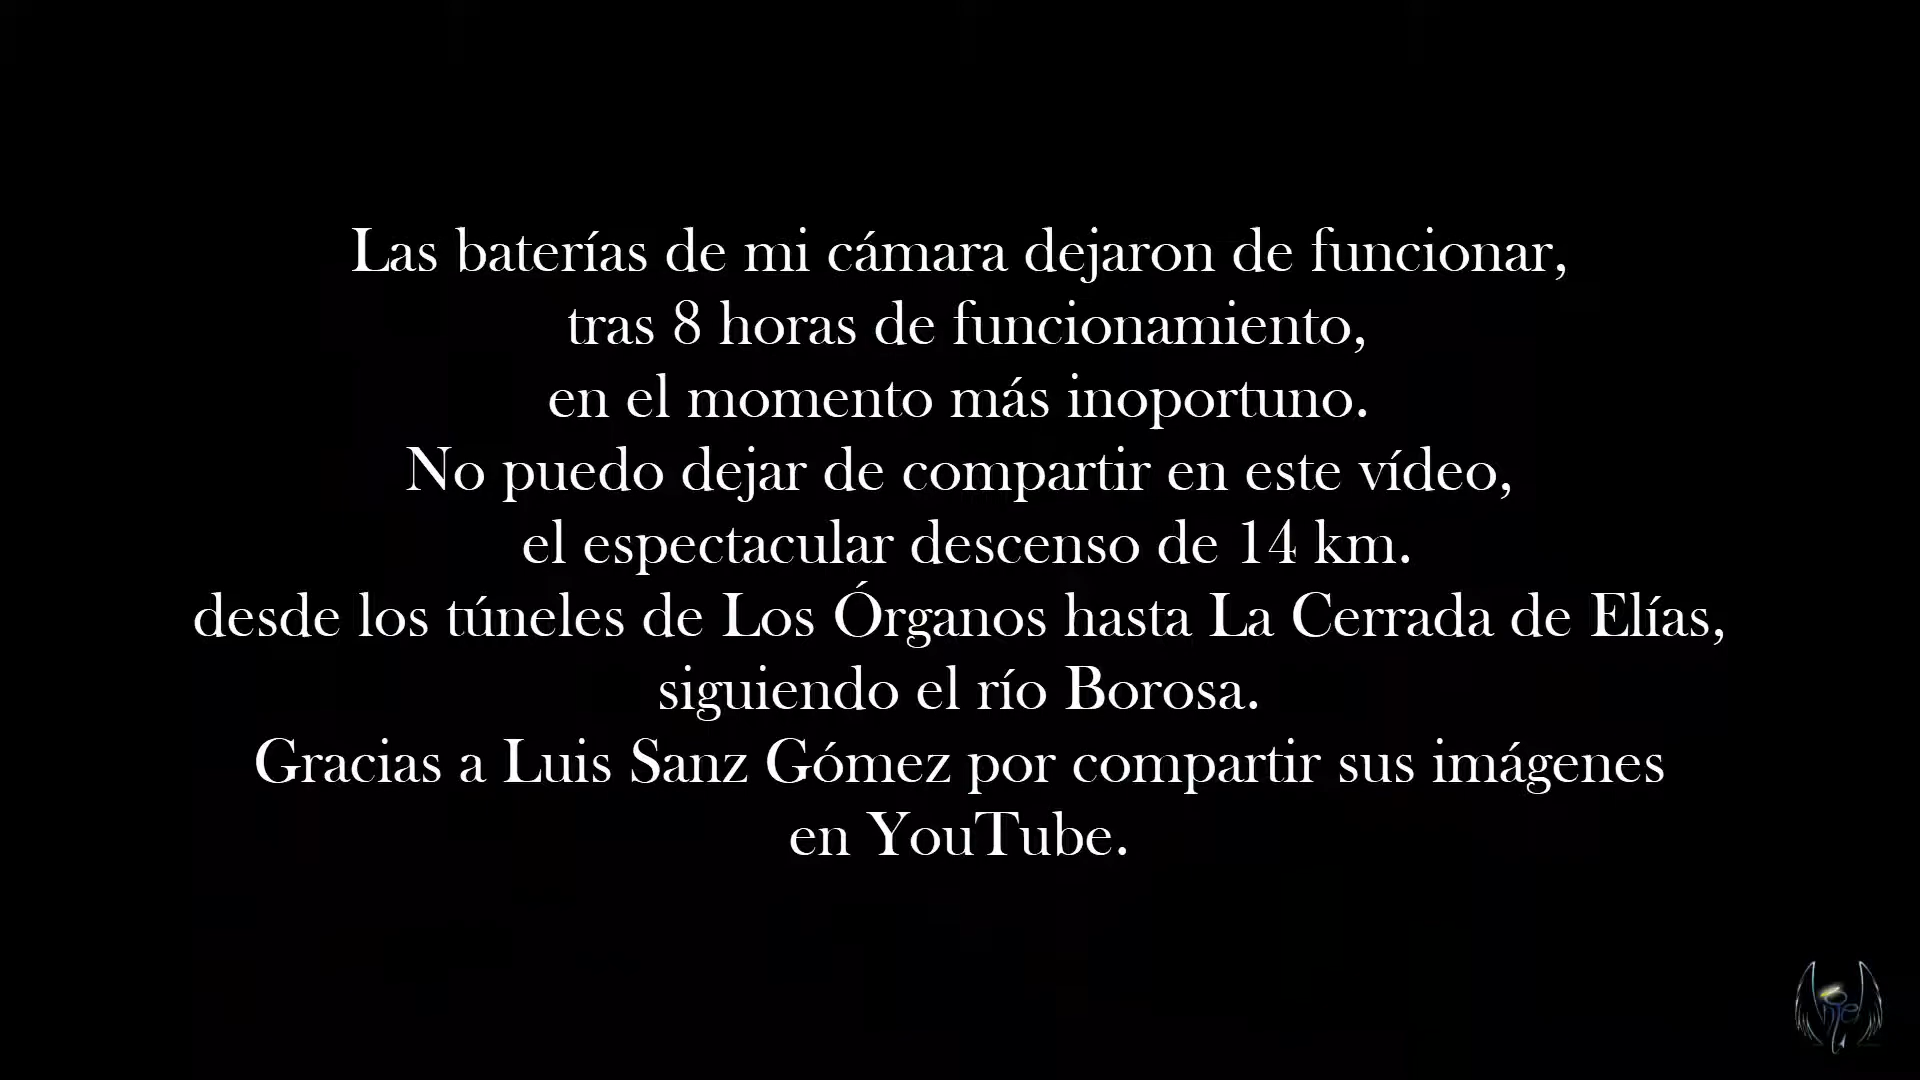 Las baterías de mi cámara dejaron de funcionar,
tras 8 horas de funcionamiento,
en el momento más inoportuno.
No puedo dejar de compartir en este vídeo,
el espectacular descenso de 14 km.
desde los túneles de Los Órganos hasta La Cerrada de Elías,
siguiendo el río Borosa.
Gracias a Luis Sanz Gómez por compartir sus imágenes
en YouTube.